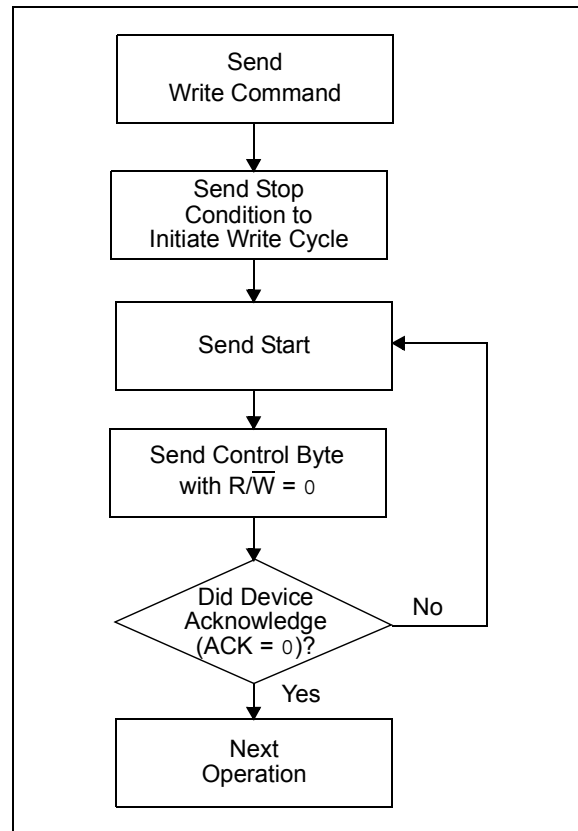 Send
Write Command
Send Stop
Condition to
Initiate Write Cycle
Send Start
Send Control Byte
with R/W̅ = 0
Did Device
Acknowledge
(ACK = 0)?
No
Yes
Next
Operation